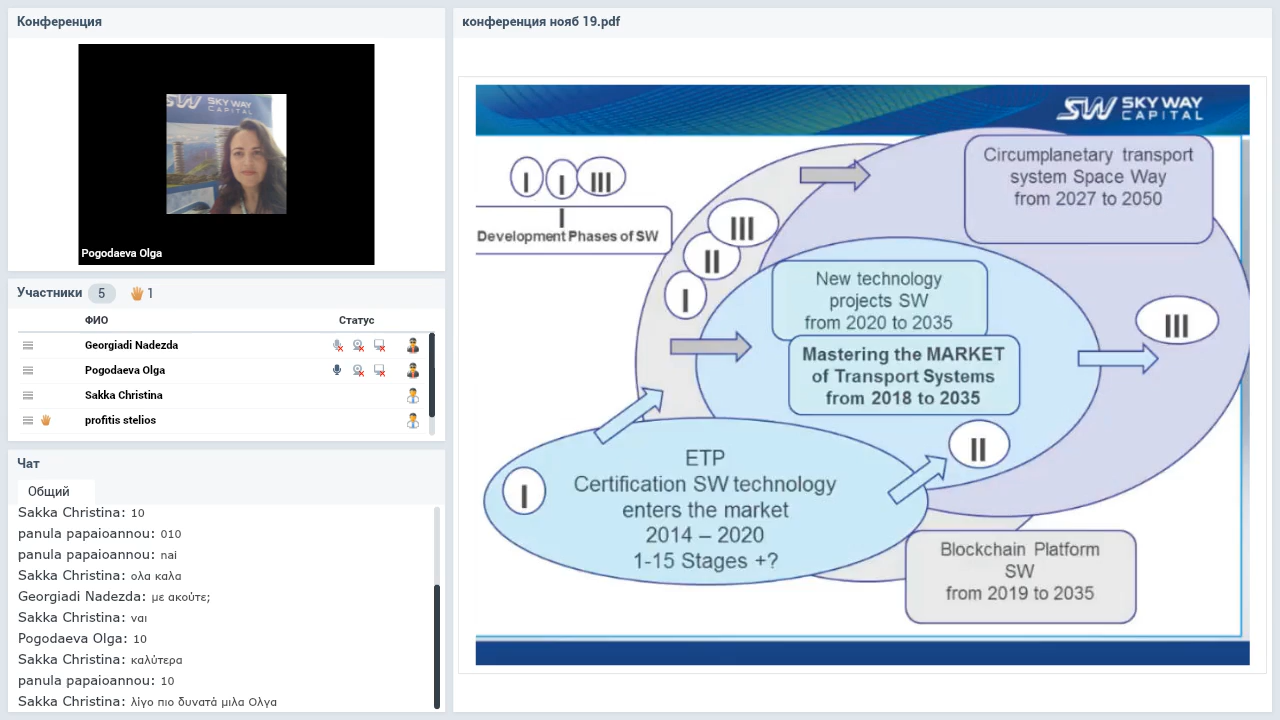 Конференция
SW SKY WAY
CAPITAL
Pogodaeva Olga
Участники 5 1
ФИО Статус
Georgiadi Nadezda
Pogodaeva Olga
Sakka Christina
profitis stelios
Чат
Общий
Sakka Christina: 10
panula papaioannou: 010
panula papaioannou: nai
Sakka Christina: ολα καλα
Georgiadi Nadezda: με ακούτε;
Sakka Christina: ναι
Pogodaeva Olga: 10
Sakka Christina: καλύτερα
panula papaioannou: 10
Sakka Christina: λίγο πιο δυνατά μιλα Ολγα
конференция нояб 19.pdf
SW SKY WAY
CAPITAL
I I III
I
Development Phases of SW
III
II
I
Circumplanetary transport
system Space Way
from 2027 to 2050
New technology
projects SW
from 2020 to 2035
Mastering the MARKET
of Transport Systems
from 2018 to 2035
III
II
I
ETP
Certification SW technology
enters the market
2014 – 2020
1-15 Stages +?
Blockchain Platform
SW
from 2019 to 2035